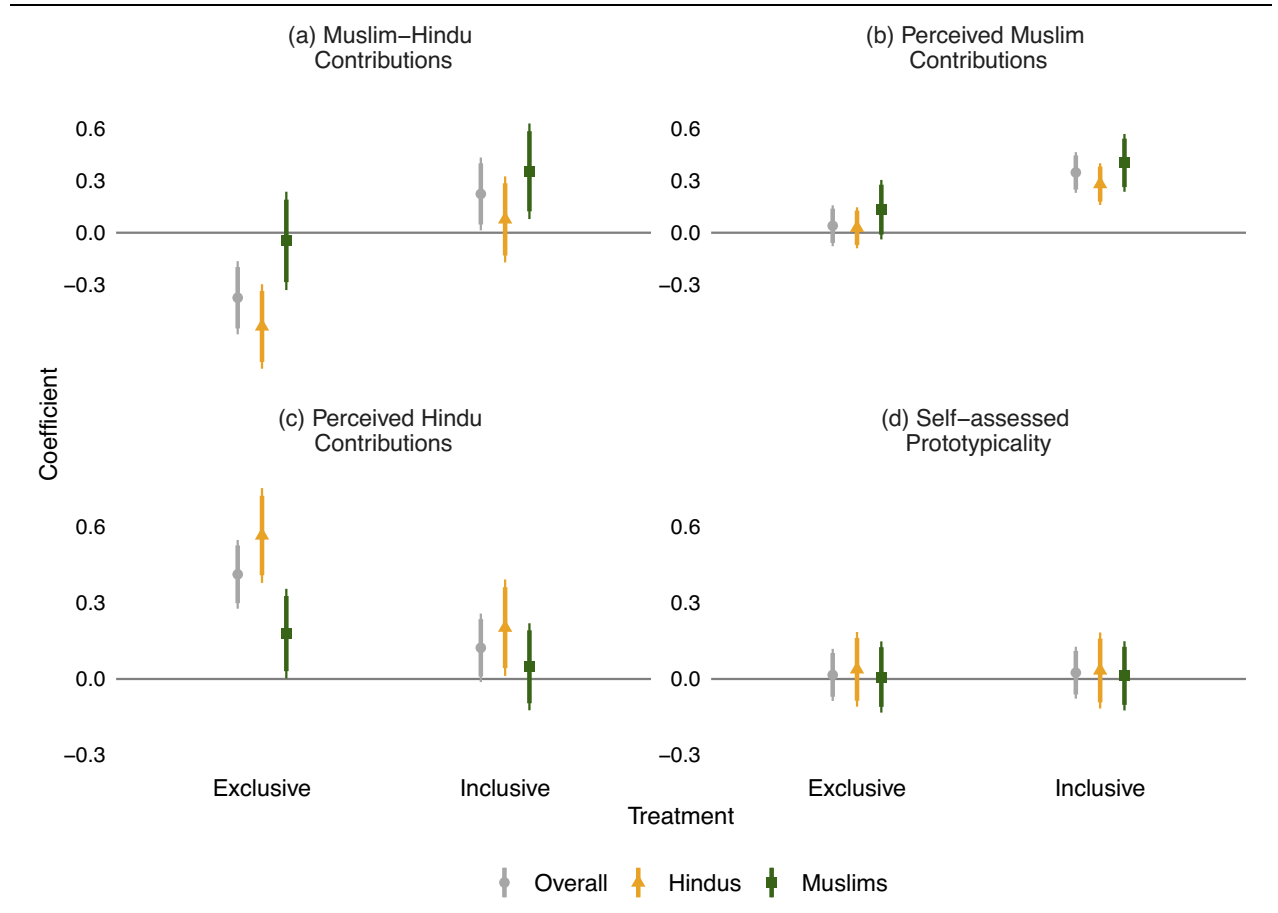 (a) Muslim−Hindu
Contributions
(b) Perceived Muslim
Contributions
0.6
0.3
0.0
−0.3
0.6
0.3
0.0
−0.3
Coefficient
(c) Perceived Hindu
Contributions
(d) Self−assessed
Prototypicality
0.6
0.3
0.0
−0.3
0.6
0.3
0.0
−0.3
Exclusive
Inclusive
Exclusive
Inclusive
Treatment
Overall
Hindus
Muslims